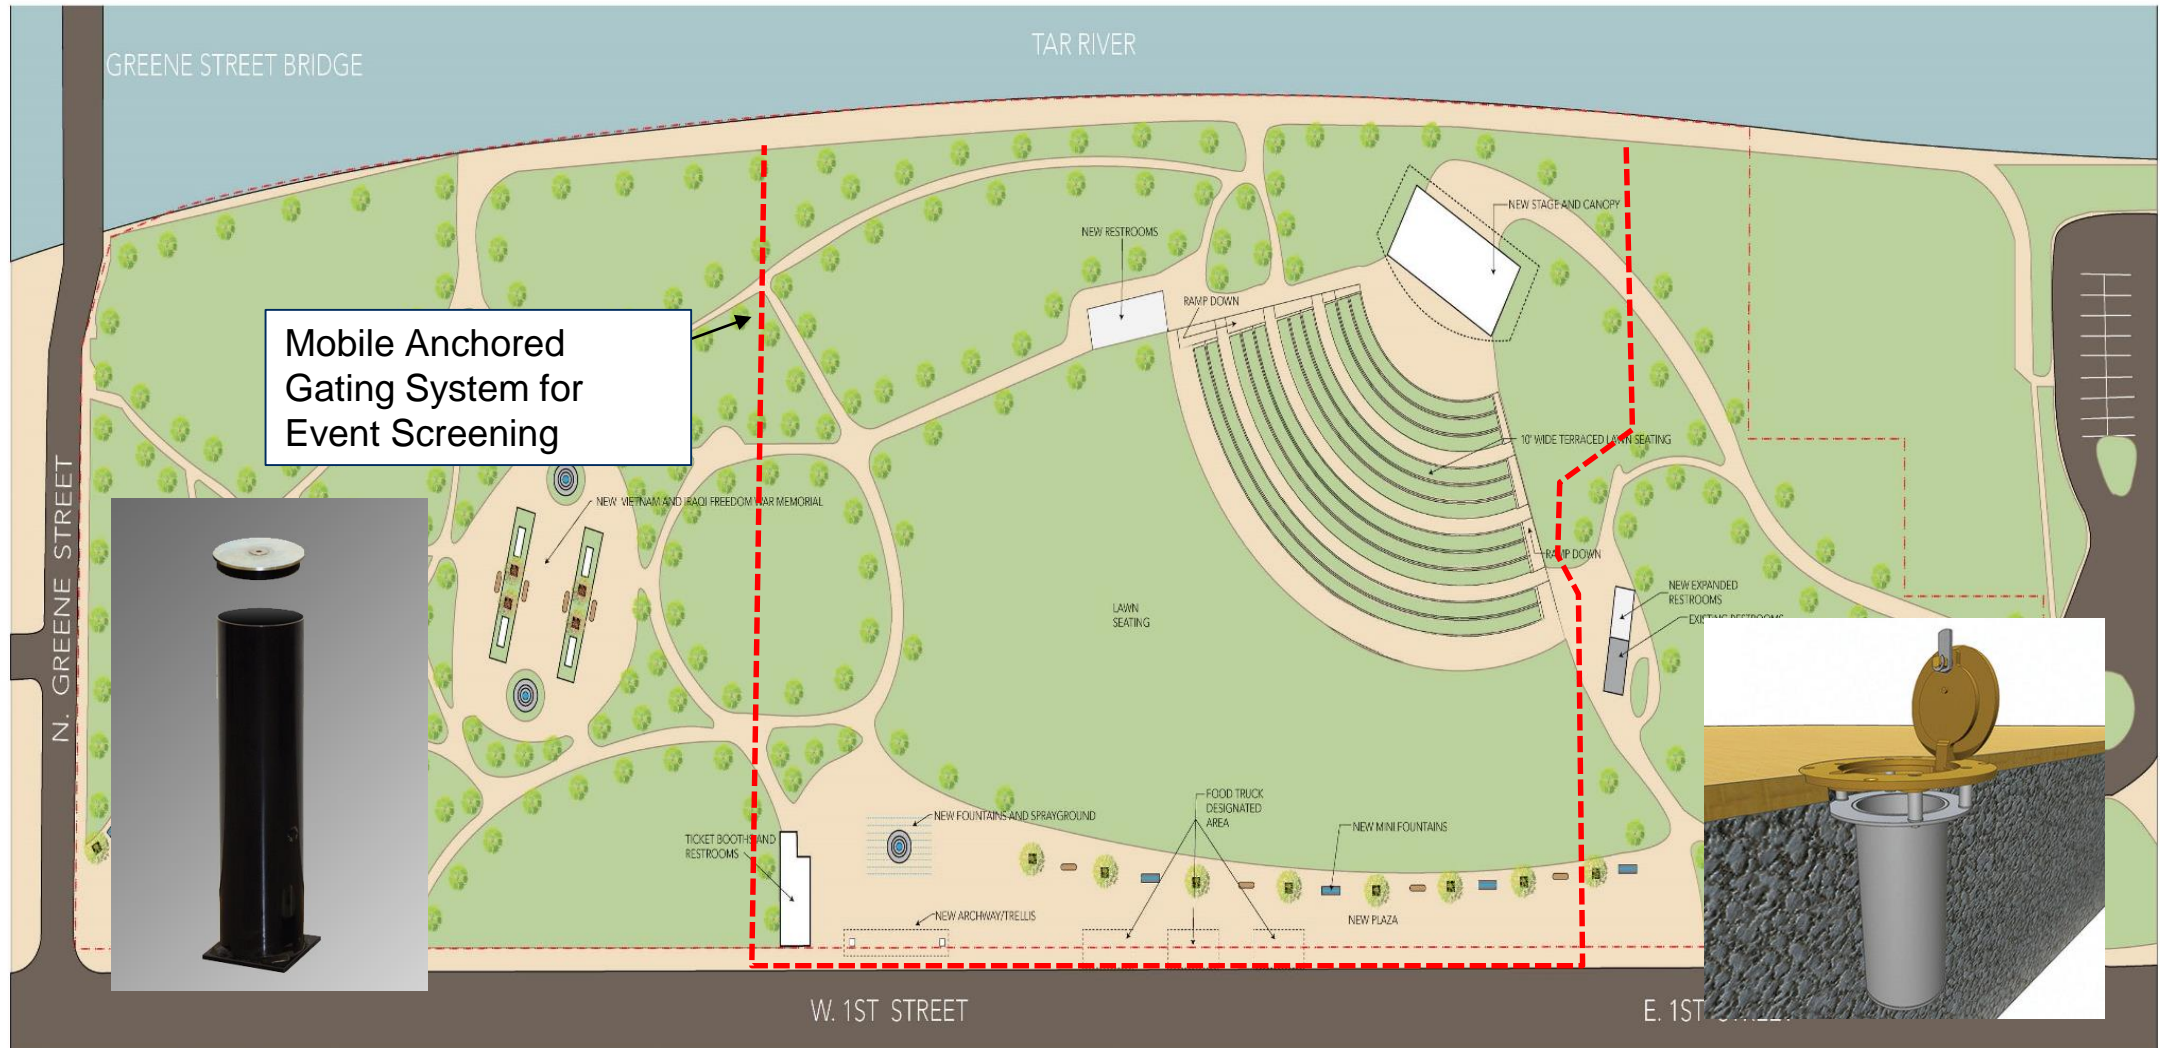 GREENE STREET BRIDGE
TAR RIVER
NEW STAGE AND CANOPY
NEW RESTROOMS
RAMP DOWN
Mobile Anchored
Gating System for
Event Screening
10' WIDE TERRACED LAWN SEATING
NEW VIETNAM AND IRAQI FREEDOM WAR MEMORIAL
RAMP DOWN
NEW EXPANDED
RESTROOMS
EXISTING RESTROOMS
LAWN
SEATING
N. GREENE STREET
FOOD TRUCK
DESIGNATED
AREA
NEW FOUNTAINS AND SPRAYGROUND
NEW MINI FOUNTAINS
TICKET BOOTHS AND
RESTROOMS
NEW ARCHWAY/TRELLIS
NEW PLAZA
W. 1ST STREET
E. 1ST